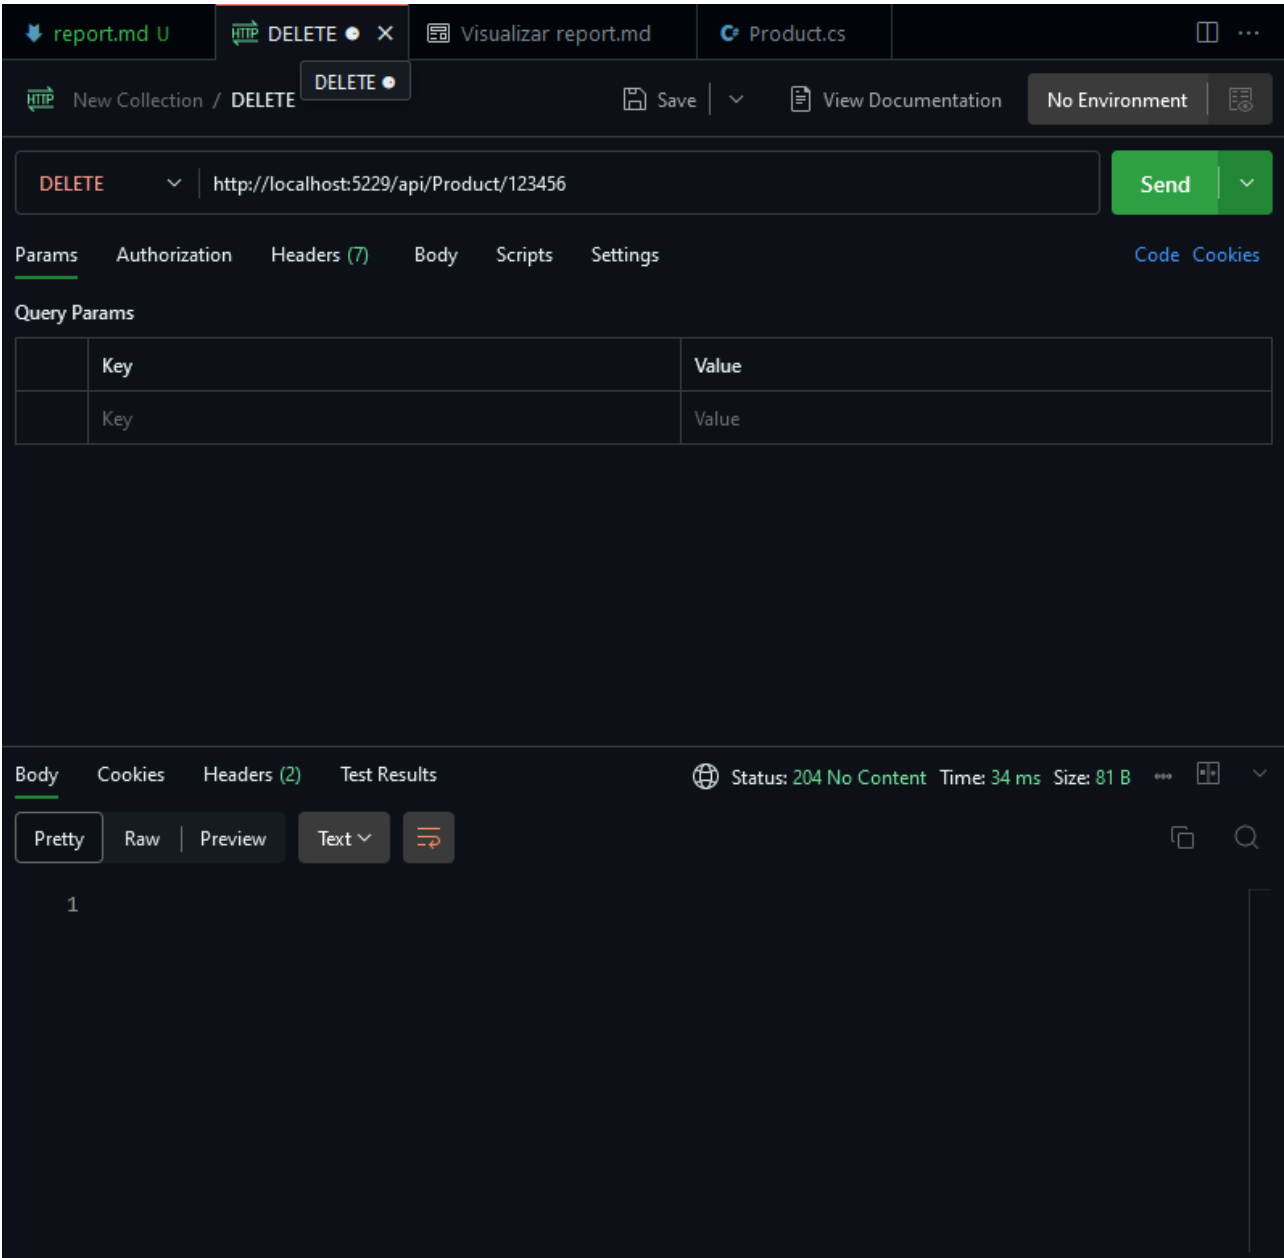 report.md U HTTP DELETE Visualizar report.md C# Product.cs
DELETE
HTTP New Collection / DELETE Save View Documentation No Environment
DELETE http://localhost:5229/api/Product/123456 Send
Params Authorization Headers (7) Body Scripts Settings Code Cookies
Query Params
Key Value
Key Value
Body Cookies Headers (2) Test Results Status: 204 No Content Time: 34 ms Size: 81 B
Pretty Raw Preview Text
1